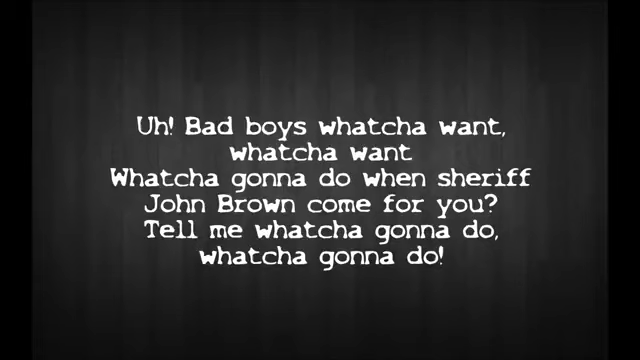 Uh! Bad boys whatcha want,
whatcha want
Whatcha gonna do when sheriff
John Brown come for you?
Tell me whatcha gonna do,
whatcha gonna do!